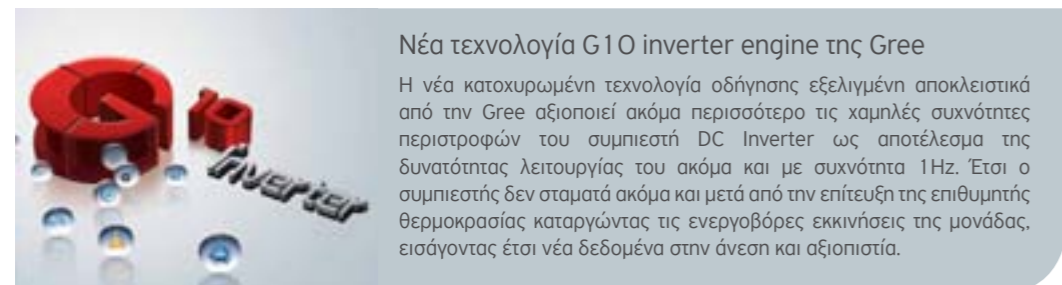 G10
inverter
Νέα τεχνολογία G10 inverter engine της Gree
Η νέα κατοχυρωμένη τεχνολογία οδήγησης εξελιγμένη αποκλειστικά
από την Gree αξιοποιεί ακόμα περισσότερο τις χαμηλές συχνότητες
περιστροφών του συμπιεστή DC Inverter ως αποτέλεσμα της
δυνατότητας λειτουργίας του ακόμα και με συχνότητα 1Hz. Έτσι ο
συμπιεστής δεν σταματά ακόμα και μετά από την επίτευξη της επιθυμητής
θερμοκρασίας καταργώντας τις ενεργοβόρες εκκινήσεις της μονάδας,
εισάγοντας έτσι νέα δεδομένα στην άνεση και αξιοπιστία.